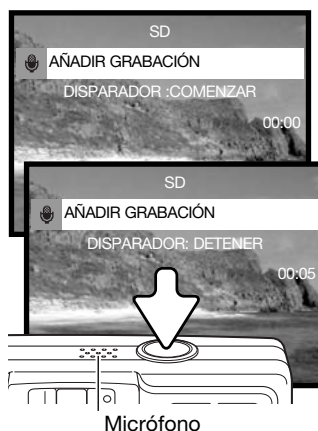 SD
AÑADIR GRABACIÓN
DISPARADOR :COMENZAR
00:00
SD
AÑADIR GRABACIÓN
DISPARADOR: DETENER
00:05
Micrófono